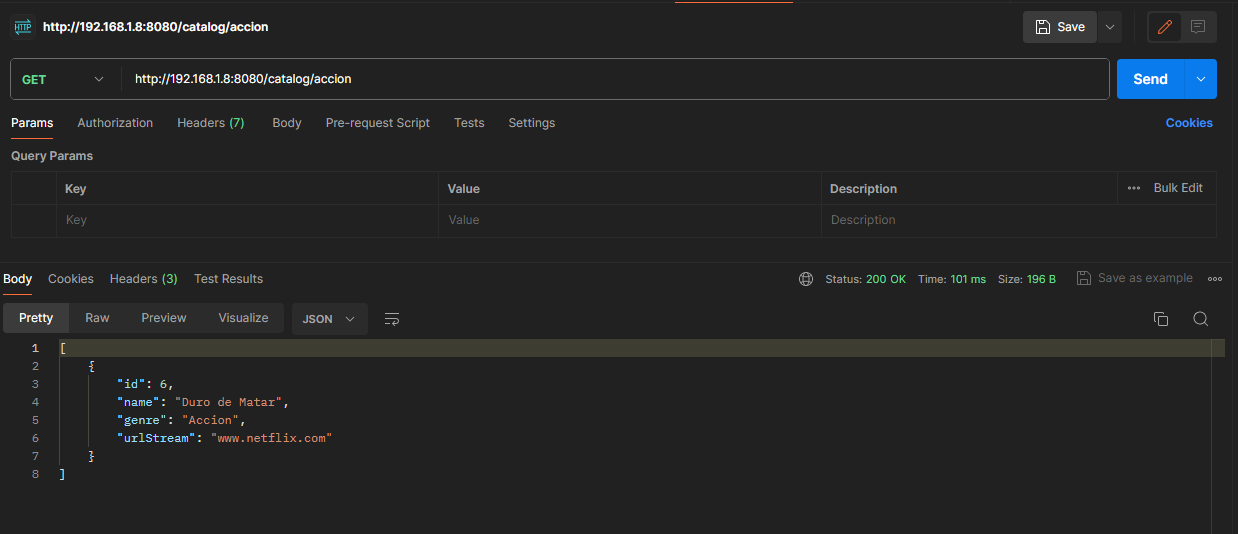 HTTP http://192.168.1.8:8080/catalog/accion Save
GET http://192.168.1.8:8080/catalog/accion Send
Params Authorization Headers (7) Body Pre-request Script Tests Settings Cookies
Query Params
Key Value Description ••• Bulk Edit
Key Value Description
Body Cookies Headers (3) Test Results Status: 200 OK Time: 101 ms Size: 196 B Save as example •••
Pretty Raw Preview Visualize JSON
1 [
2 {
3 "id": 6,
4 "name": "Duro de Matar",
5 "genre": "Accion",
6 "urlStream": "www.netflix.com"
7 }
8 ]